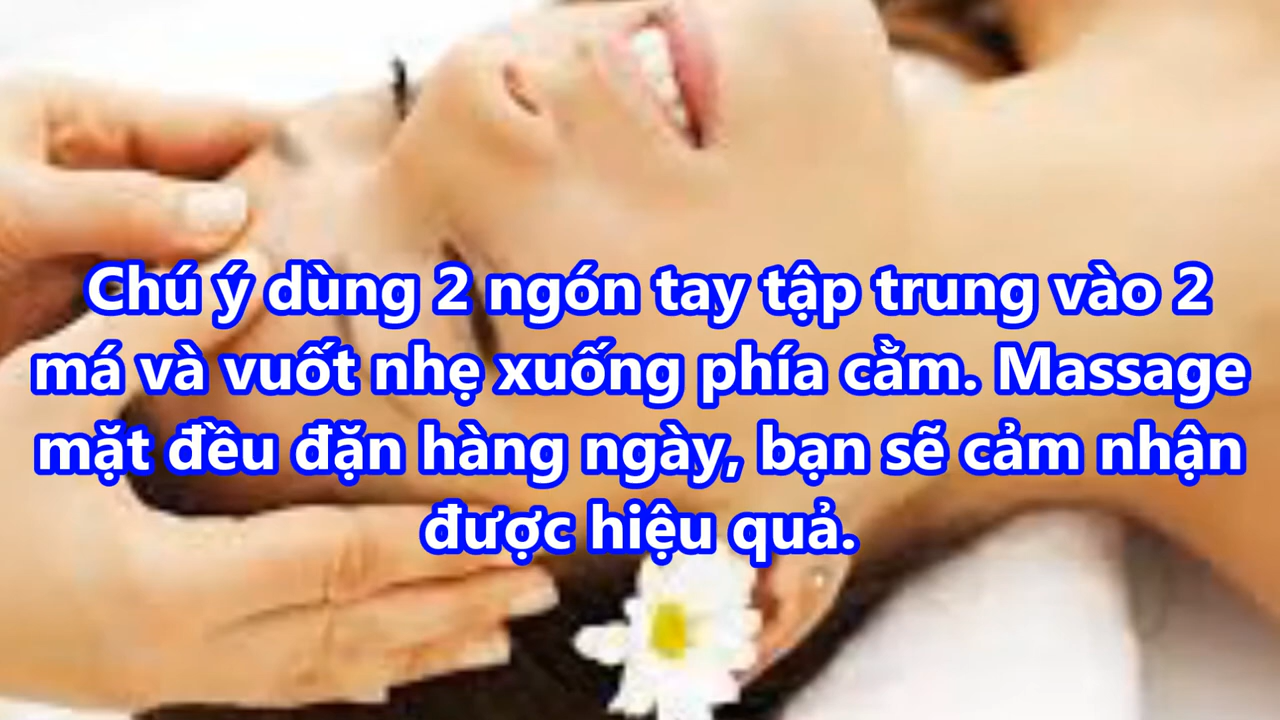 Chú ý dùng 2 ngón tay tập trung vào 2
má và vuốt nhẹ xuống phía cằm. Massage
mặt đều đặn hàng ngày, bạn sẽ cảm nhận
được hiệu quả.